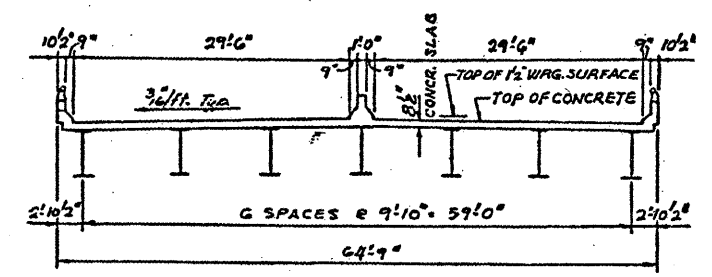 10½" 9" 29'-6" 1'-0" 29'-6" 9" 10½"
9" 9"
8½" CONCR. SLAB
3/16"/ft. Typ.
TOP OF 1½" WRG. SURFACE
TOP OF CONCRETE
2'-10½" 6 SPACES @ 9'-10" = 59'-0" 2'-10½"
64'-9"